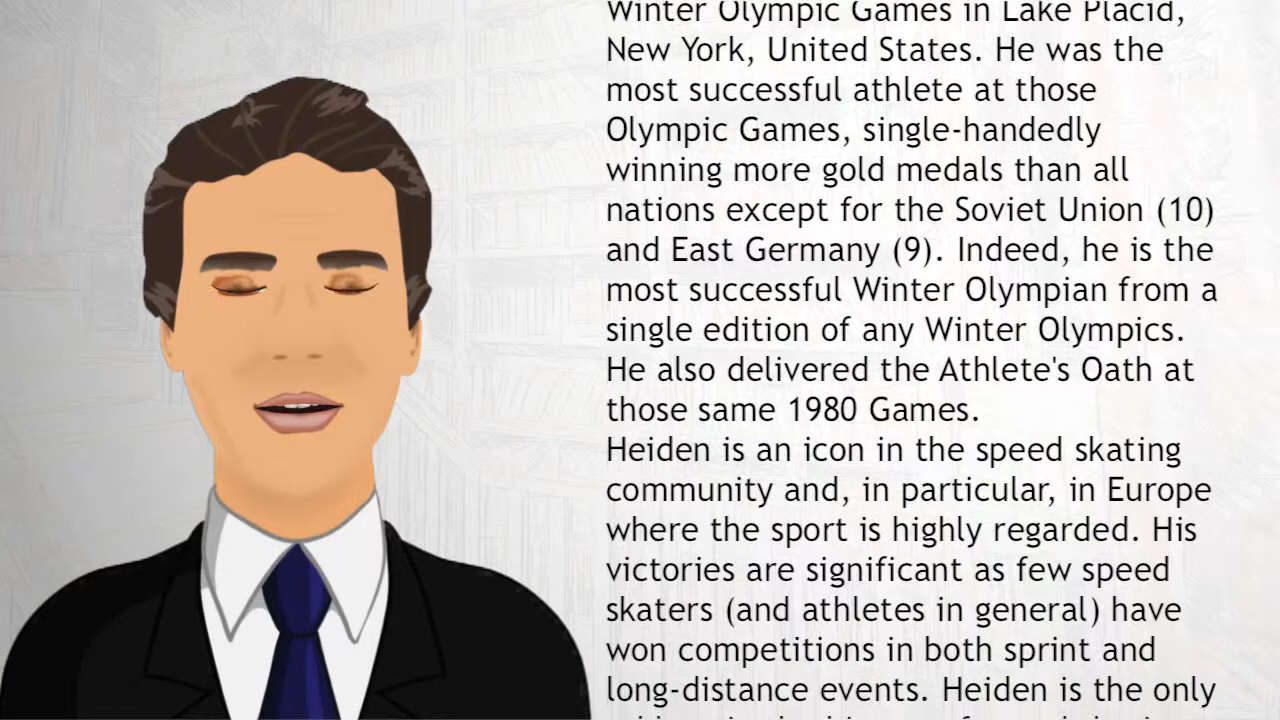 Winter Olympic Games in Lake Placid,
New York, United States. He was the
most successful athlete at those
Olympic Games, single-handedly
winning more gold medals than all
nations except for the Soviet Union (10)
and East Germany (9). Indeed, he is the
most successful Winter Olympian from a
single edition of any Winter Olympics.
He also delivered the Athlete's Oath at
those same 1980 Games.
Heiden is an icon in the speed skating
community and, in particular, in Europe
where the sport is highly regarded. His
victories are significant as few speed
skaters (and athletes in general) have
won competitions in both sprint and
long-distance events. Heiden is the only